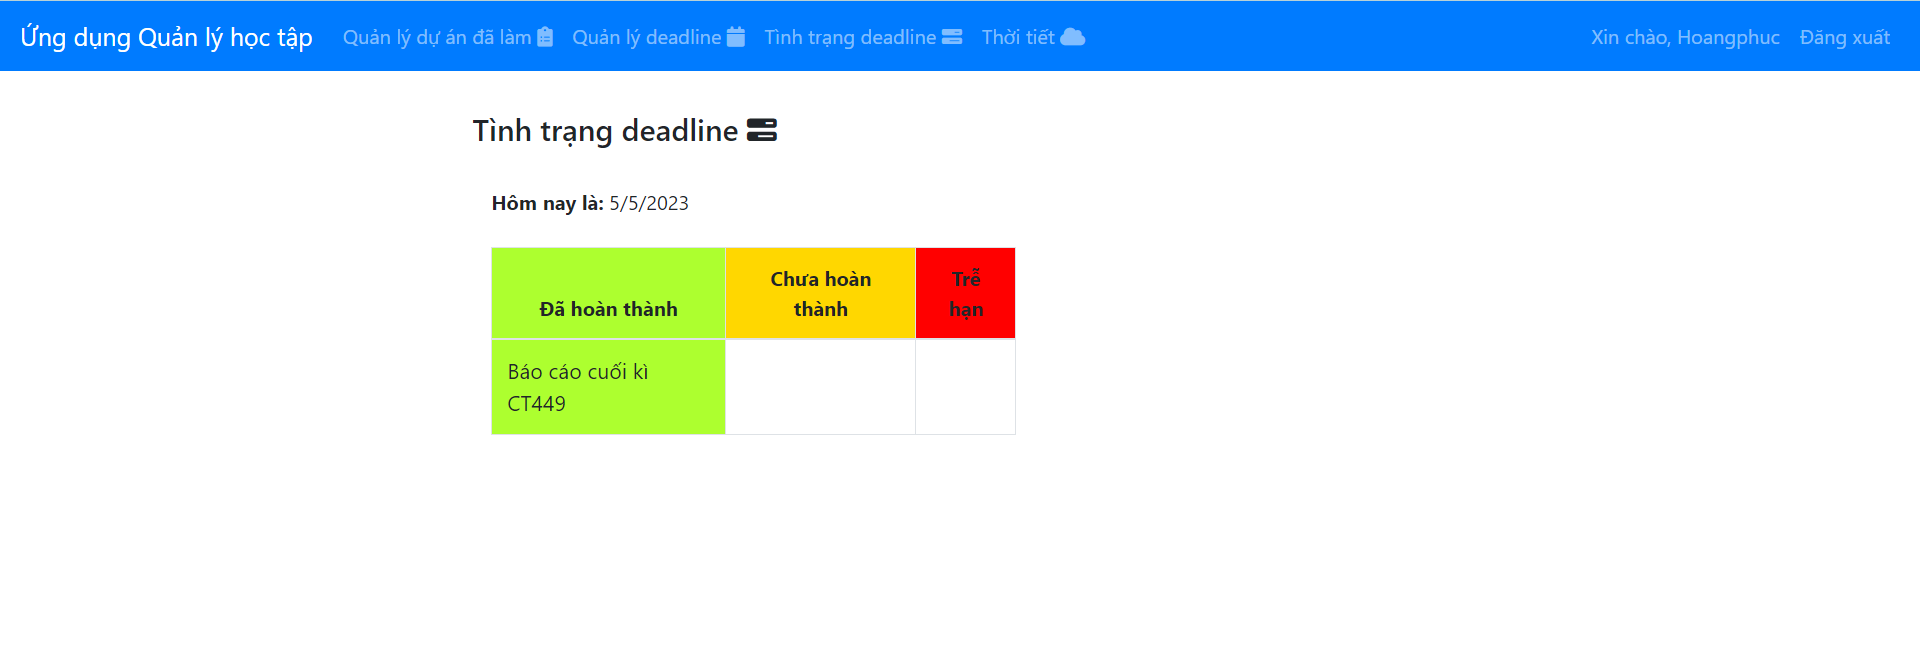 Ứng dụng Quản lý học tập
Quản lý dự án đã làm
Quản lý deadline
Tình trạng deadline
Thời tiết
Xin chào, Hoangphuc
Đăng xuất
Tình trạng deadline
Hôm nay là: 5/5/2023
Đã hoàn thành
Chưa hoàn
thành
Trễ
hạn
Báo cáo cuối kì
CT449